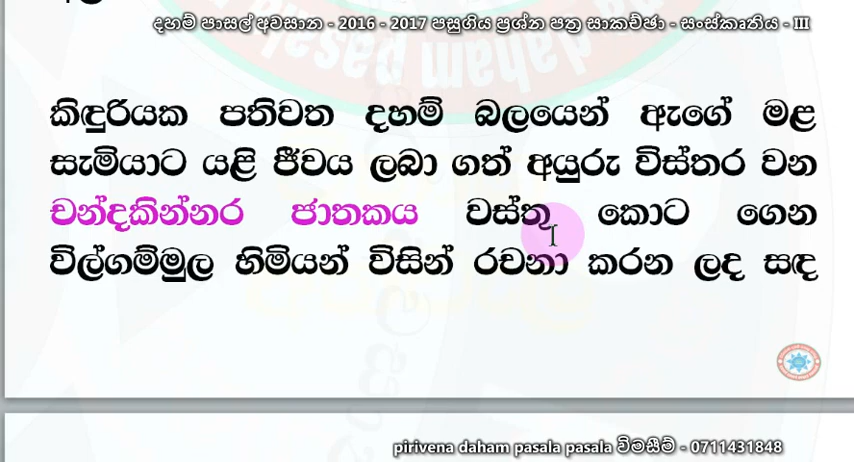 දහම් පාසල් අවසාන - 2016 - 2017 පසුගිය ප්‍රශ්න පත්‍ර සාකච්ඡා - සංස්කෘතිය - III
කිඳුරියක පතිවත දහම් බලයෙන් ඇගේ මළ
සැමියාට යළි ජීවය ලබා ගත් අයුරු විස්තර වන
චන්දකින්නර ජාතකය වස්තු කොට ගෙන
විල්ගම්මුල හිමියන් විසින් රචනා කරන ලද සඳ
pirivena daham pasala pasala විමසීම් - 0711431848